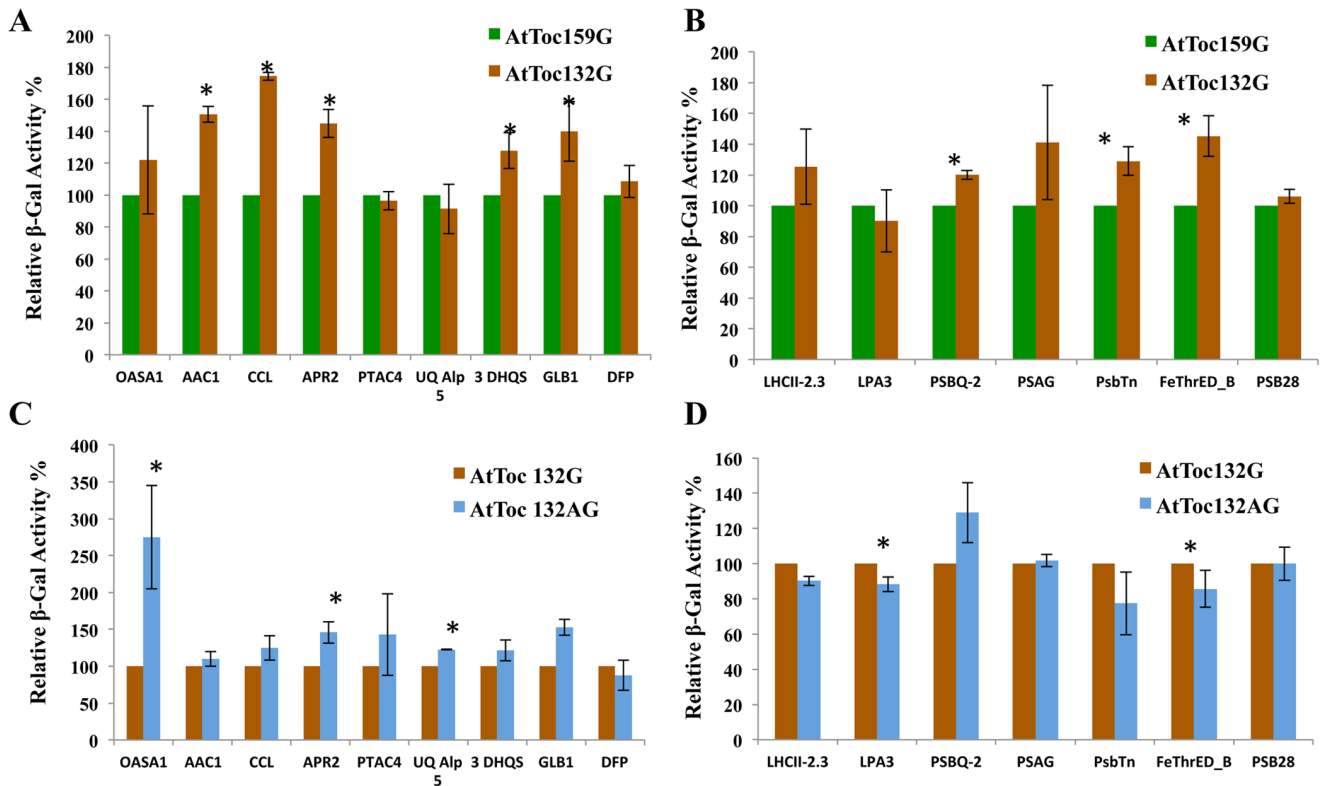 A
AtToc159G
AtToc132G
Relative β-Gal Activity %
200
180
160
140
120
100
80
60
40
20
0
* * * * *
OASA1 AAC1 CCL APR2 PTAC4 UQ Alp 3 DHQS GLB1 DFP
5
B
AtToc159G
AtToc132G
Relative β-Gal Activity %
200
180
160
140
120
100
80
60
40
20
0
* * *
LHCII-2.3 LPA3 PSBQ-2 PSAG PsbTn FeThrED_B PSB28
C
AtToc 132G
AtToc 132AG
Relative β-Gal Activity %
400
350
300
250
200
150
100
50
0
* * *
OASA1 AAC1 CCL APR2 PTAC4 UQ Alp 3 DHQS GLB1 DFP
5
D
AtToc132G
AtToc132AG
Relative β-Gal Activity %
160
140
120
100
80
60
40
20
0
* *
LHCII-2.3 LPA3 PSBQ-2 PSAG PsbTn FeThrED_B PSB28